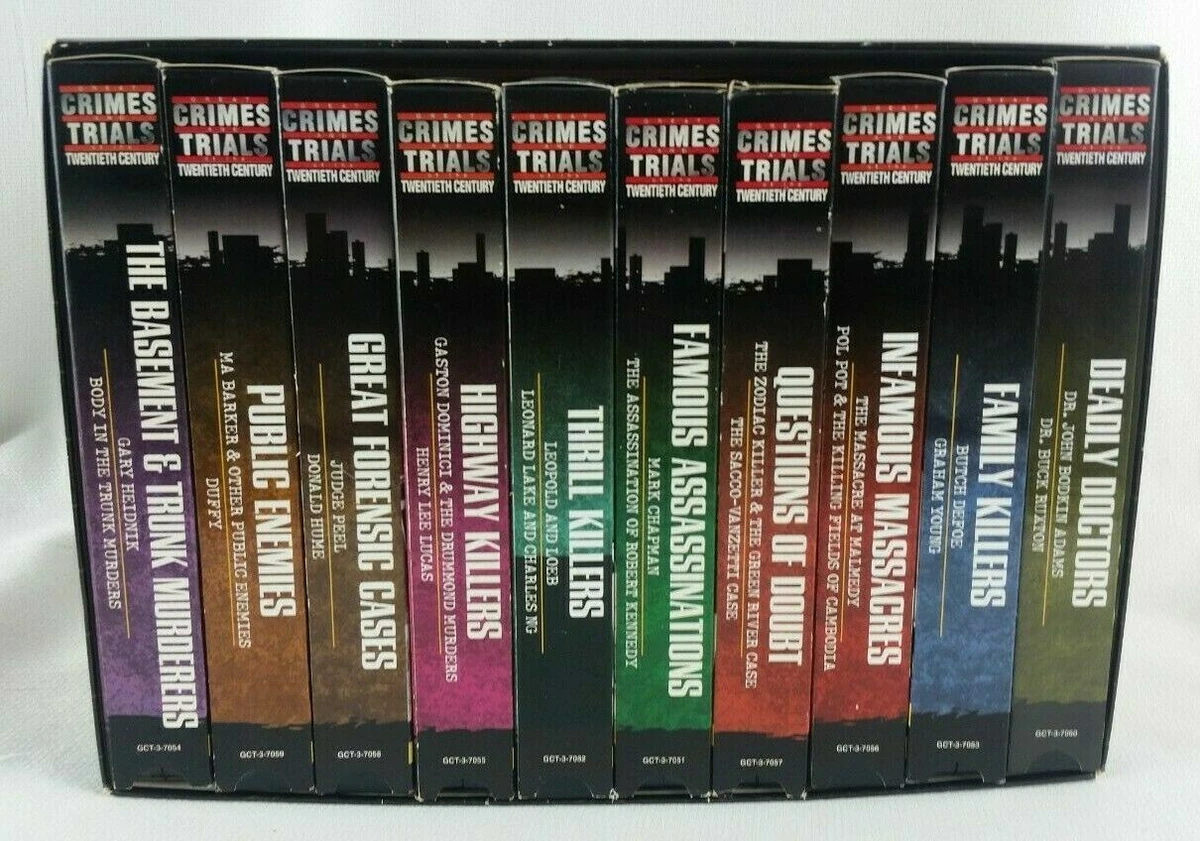 GREAT
CRIMES
AND
TRIALS
OF THE
TWENTIETH CENTURY
THE BASEMENT & TRUNK MURDERERS
GARY HEIDNIK
BODY IN THE TRUNK MURDERS
GCT-3-7054
GREAT
CRIMES
AND
TRIALS
OF THE
TWENTIETH CENTURY
PUBLIC ENEMIES
MA BARKER & OTHER PUBLIC ENEMIES
DUFFY
GCT-3-7059
GREAT
CRIMES
AND
TRIALS
OF THE
TWENTIETH CENTURY
GREAT FORENSIC CASES
JUDGE PEEL
DONALD HUME
GREAT
CRIMES
AND
TRIALS
OF THE
TWENTIETH CENTURY
HIGHWAY KILLERS
GASTON DOMINICI & THE DRUMMOND MURDERS
HENRY LEE LUCAS
GCT-3-7055
GREAT
CRIMES
AND
TRIALS
OF THE
TWENTIETH CENTURY
THRILL KILLERS
LEOPOLD AND LOEB
LEONARD LAKE AND CHARLES NG
GCT-3-7052
GREAT
CRIMES
AND
TRIALS
OF THE
TWENTIETH CENTURY
FAMOUS ASSASSINATIONS
MARK CHAPMAN
THE ASSASSINATION OF ROBERT KENNEDY
GCT-3-7051
GREAT
CRIMES
AND
TRIALS
OF THE
TWENTIETH CENTURY
QUESTIONS OF DOUBT
THE ZODIAC KILLER & THE GREEN RIVER CASE
THE SACCO-VANZETTI CASE
GCT-3-7057
GREAT
CRIMES
AND
TRIALS
OF THE
TWENTIETH CENTURY
INFAMOUS MASSACRES
THE MASSACRE AT MALMEDY
POL POT & THE KILLING FIELDS OF CAMBODIA
GCT-3-7056
GREAT
CRIMES
AND
TRIALS
OF THE
TWENTIETH CENTURY
FAMILY KILLERS
BUTCH DEFOE
GRAHAM YOUNG
GCT-3-7053
GREAT
CRIMES
AND
TRIALS
OF THE
TWENTIETH CENTURY
DEADLY DOCTORS
DR. JOHN BODKIN ADAMS
DR. BUCK RUXTON
GCT-3-7060